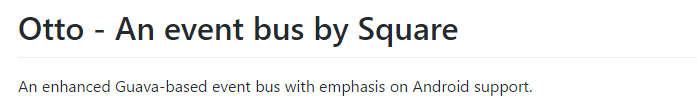 Otto - An event bus by Square
An enhanced Guava-based event bus with emphasis on Android support.